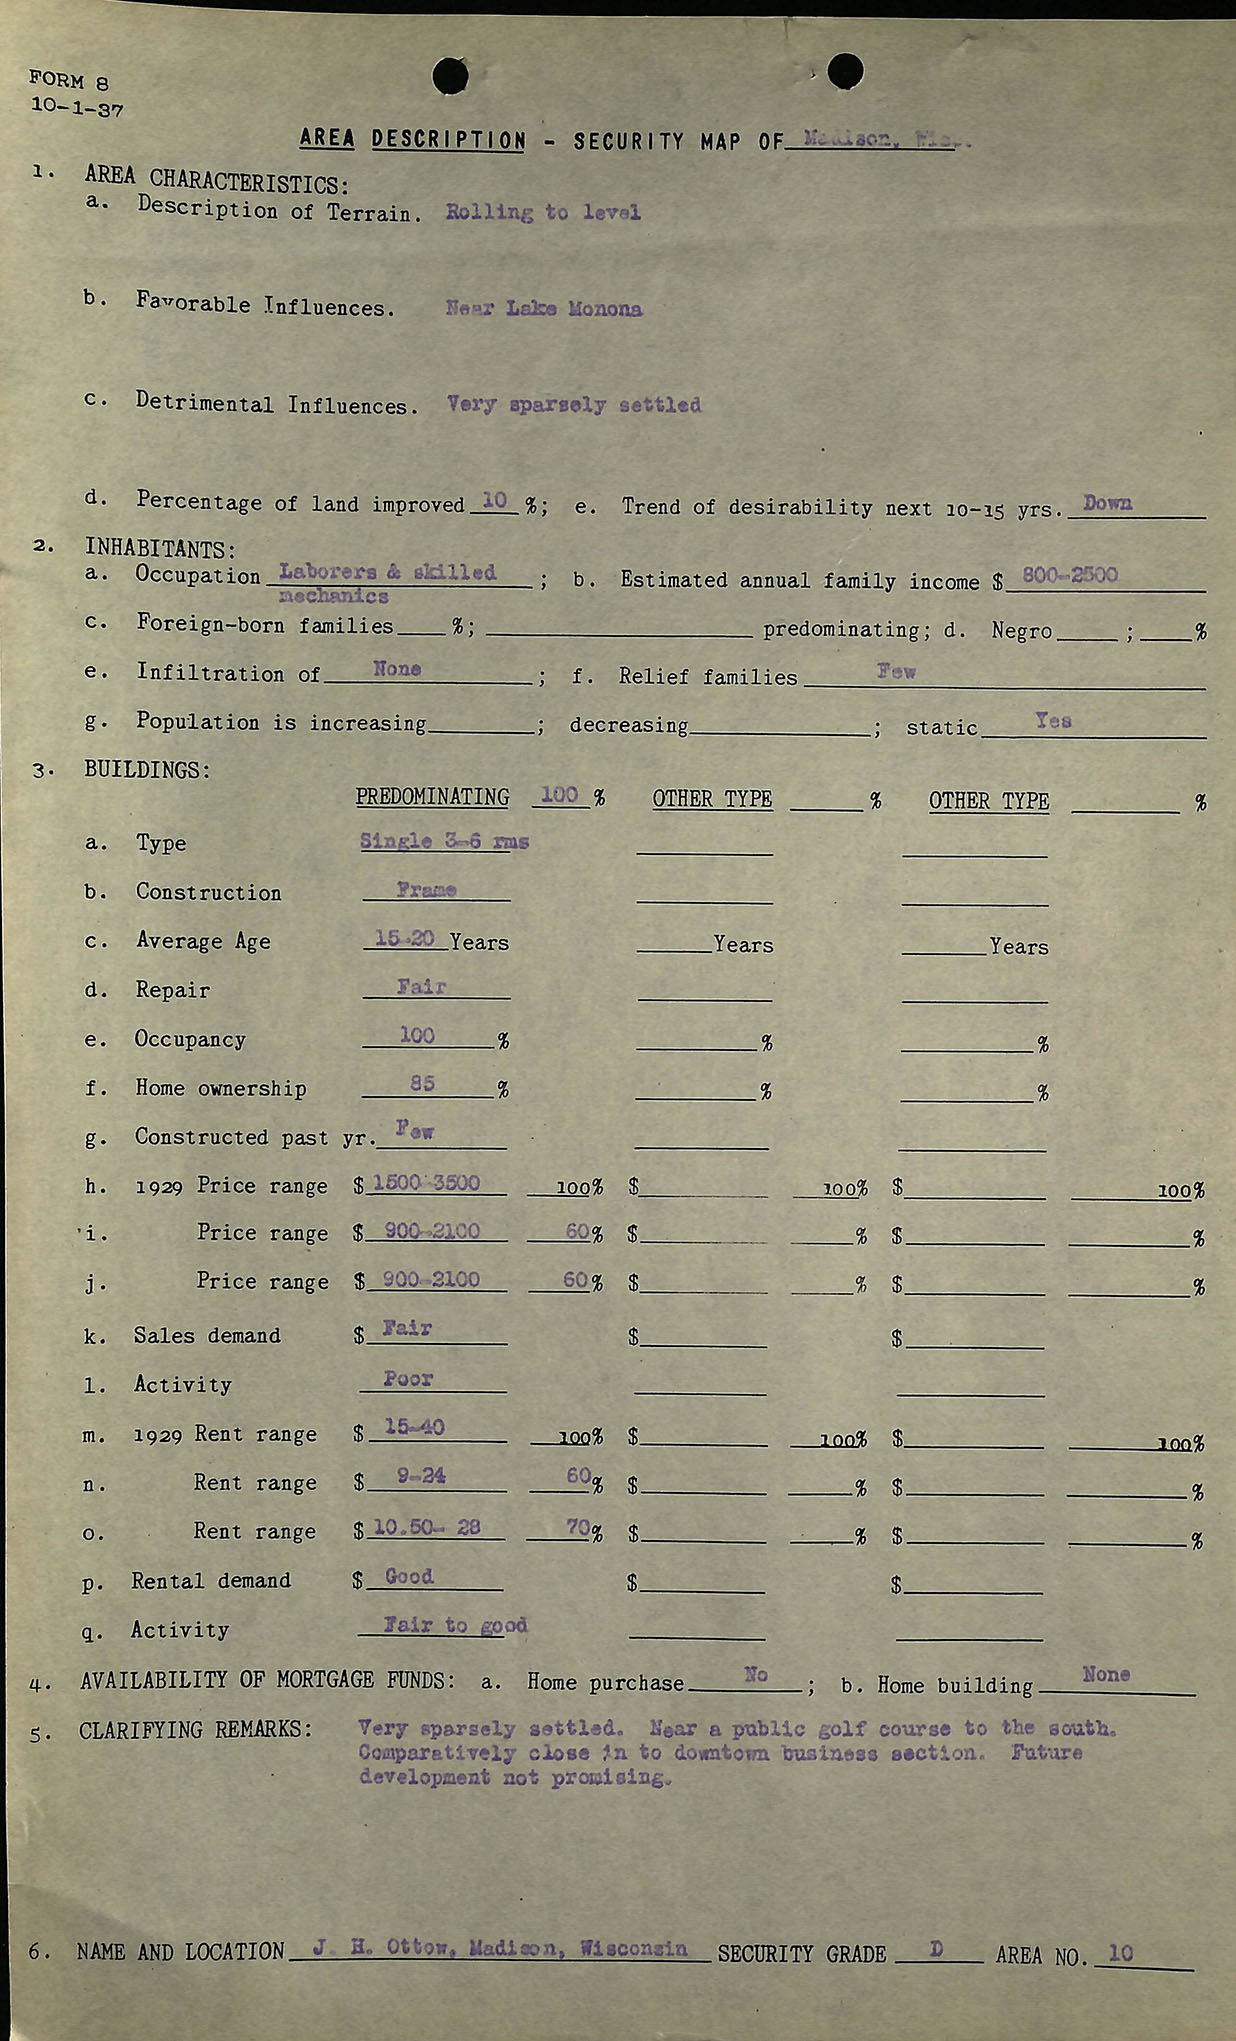 FORM 8
10-1-37
AREA DESCRIPTION - SECURITY MAP OF Madison, Wisc.
1. AREA CHARACTERISTICS:
a. Description of Terrain. Rolling to level
b. Favorable Influences. Near Lake Monona
c. Detrimental Influences. Very sparsely settled
d. Percentage of land improved 10 %; e. Trend of desirability next 10-15 yrs. Down
2. INHABITANTS:
a. Occupation Laborers & skilled ; b. Estimated annual family income $ 800-2500
mechanics
c. Foreign-born families %; predominating; d. Negro ; %
e. Infiltration of None ; f. Relief families Few
g. Population is increasing ; decreasing ; static Yes
3. BUILDINGS:
PREDOMINATING 100 % OTHER TYPE % OTHER TYPE %
a. Type Single 3-6 rms
b. Construction Frame
c. Average Age 15-20 Years Years Years
d. Repair Fair
e. Occupancy 100 % % %
f. Home ownership 85 % % %
g. Constructed past yr. Few
h. 1929 Price range $ 1500-3500 100% $ 100% $ 100%
i. Price range $ 900-2100 60% $ % $ %
j. Price range $ 900-2100 60% $ % $ %
k. Sales demand $ Fair $ $
l. Activity Poor
m. 1929 Rent range $ 15-40 100% $ 100% $ 100%
n. Rent range $ 9-24 60% $ % $ %
o. Rent range $ 10.50- 28 70% $ % $ %
p. Rental demand $ Good $ $
q. Activity Fair to good
4. AVAILABILITY OF MORTGAGE FUNDS: a. Home purchase No ; b. Home building None
5. CLARIFYING REMARKS: Very sparsely settled. Near a public golf course to the south.
Comparatively close in to downtown business section. Future
development not promising.
6. NAME AND LOCATION J. H. Ottow, Madison, Wisconsin SECURITY GRADE D AREA NO. 10